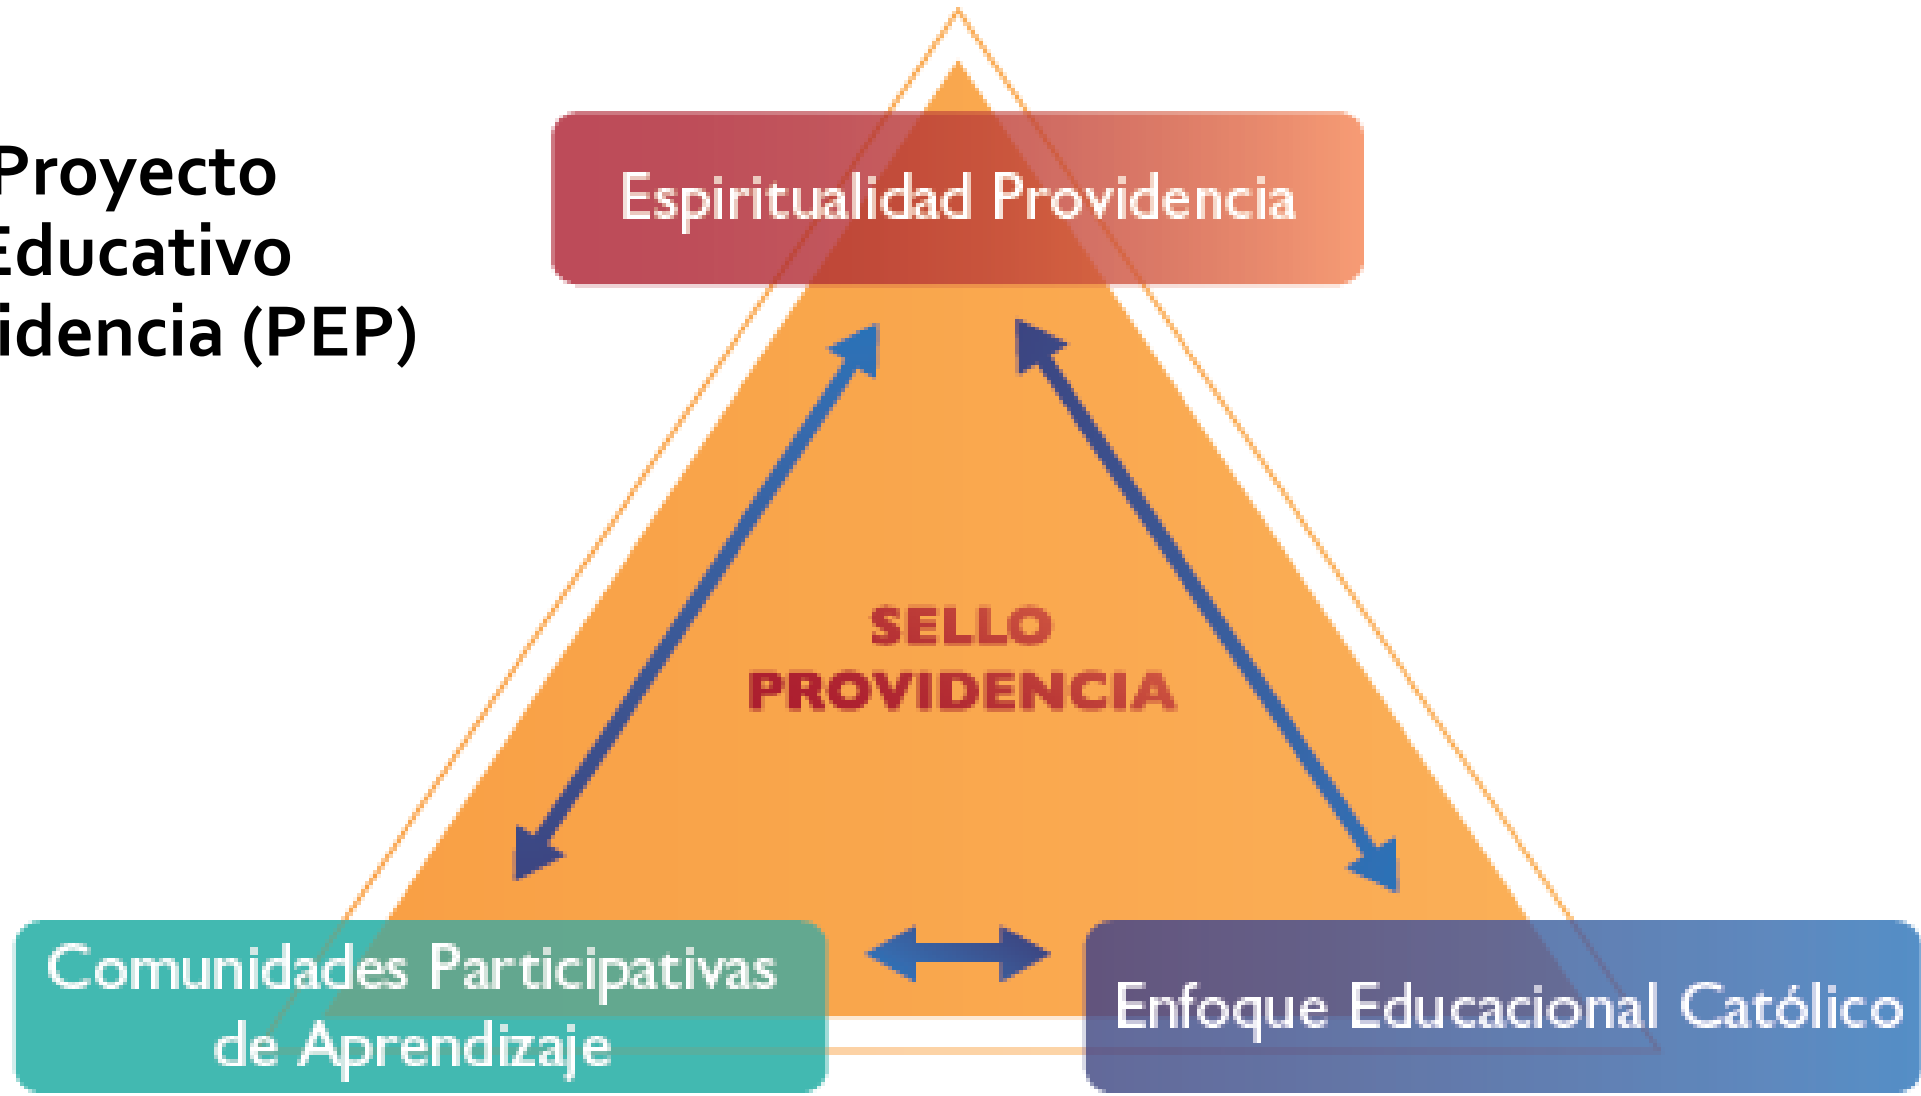 Proyecto
Educativo
idencia (PEP)
Espiritualidad Providencia
SELLO
PROVIDENCIA
Comunidades Participativas
de Aprendizaje
Enfoque Educacional Católico